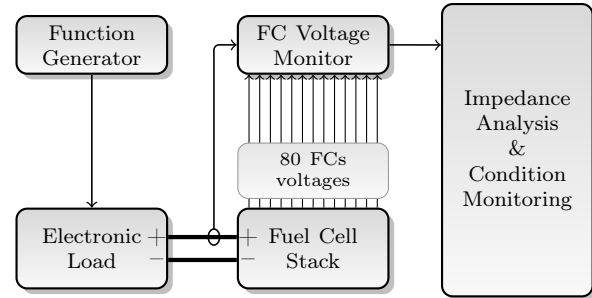 Function
Generator
FC Voltage
Monitor
Impedance
Analysis
&
Condition
Monitoring
80 FCs
voltages
Electronic
Load
+
−
+
−
Fuel Cell
Stack